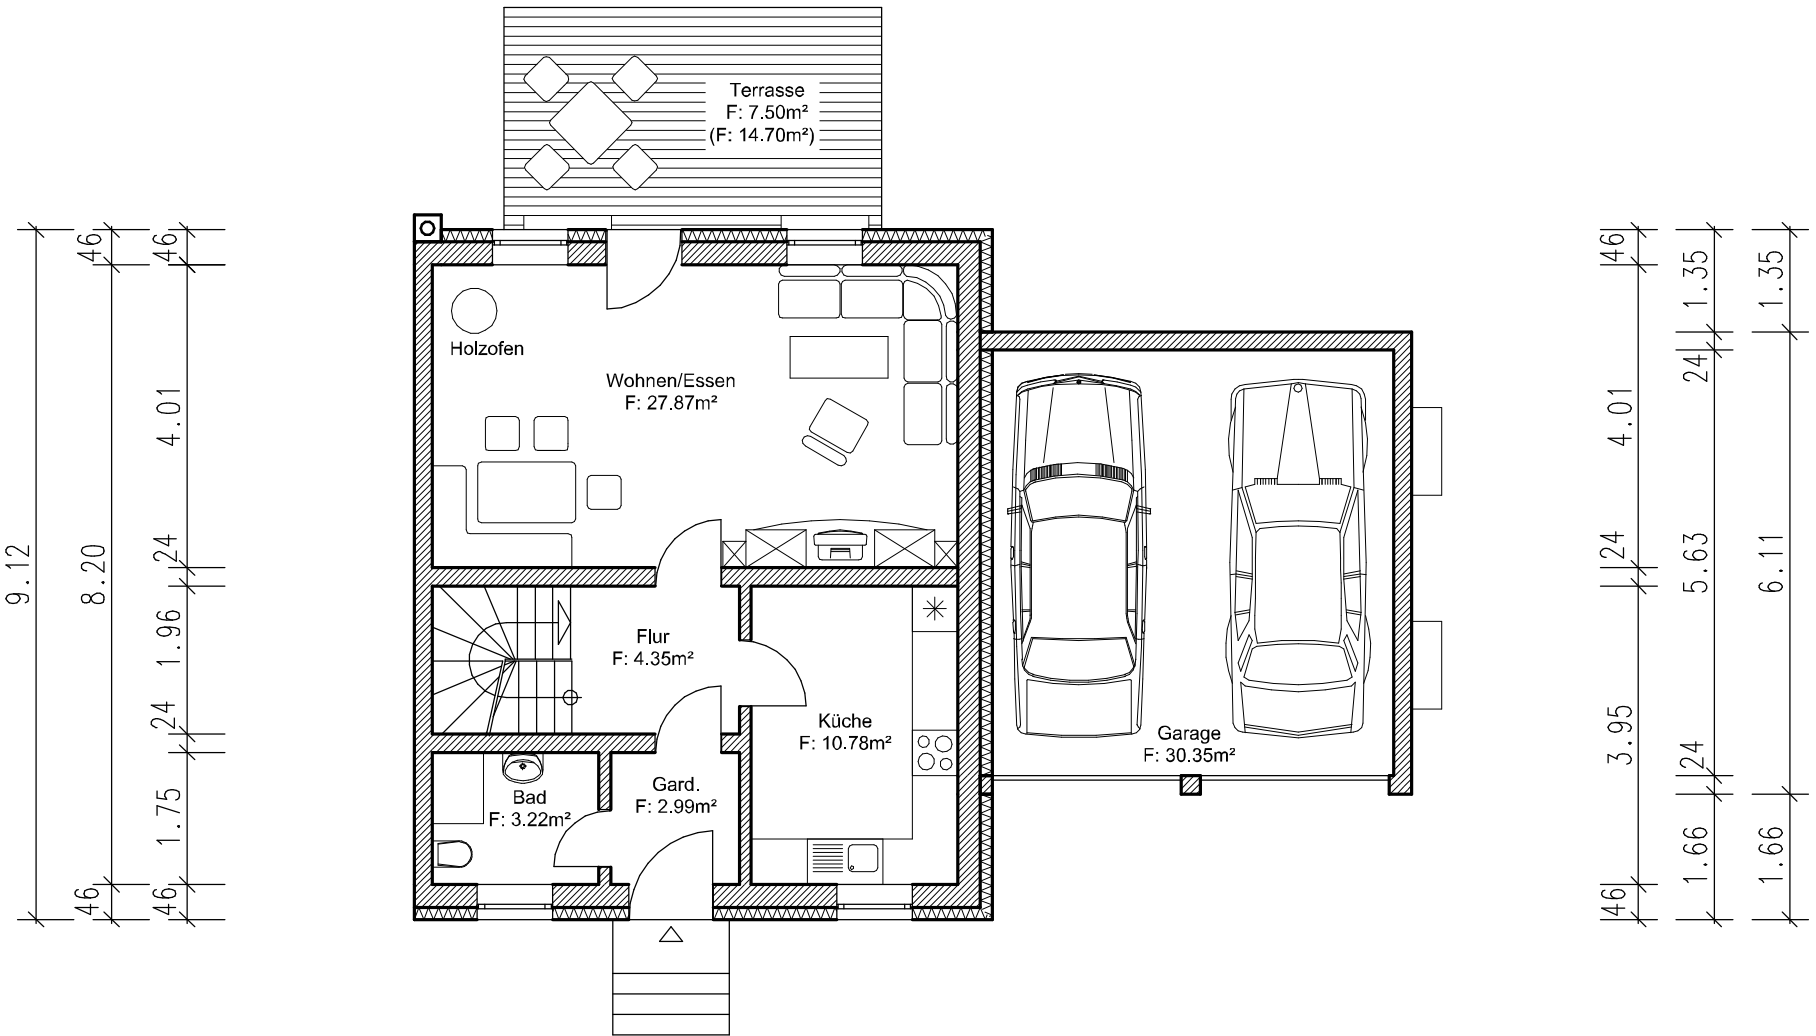 Terrasse
F: 7.50m²
(F: 14.70m²)
Holzofen
Wohnen/Essen
F: 27.87m²
Flur
F: 4.35m²
Küche
F: 10.78m²
Bad
F: 3.22m²
Gard.
F: 2.99m²
Garage
F: 30.35m²
9.12
46
8.20
46
46
4.01
24
1.96
24
1.75
46
46
4.01
24
3.95
46
1.35
24
5.63
24
1.66
1.35
6.11
1.66